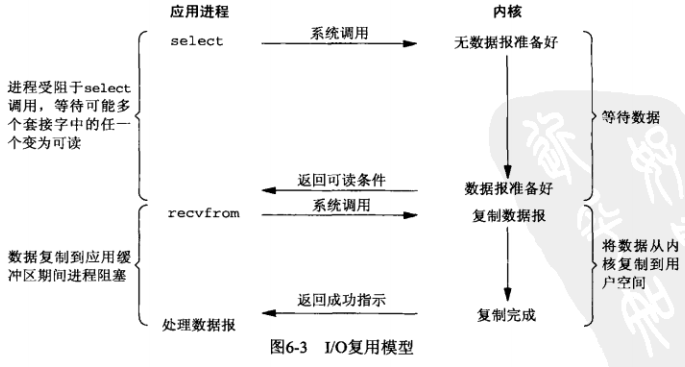 应用进程
内核
select
系统调用
无数据报准备好
进程受阻于select
调用，等待可能多
个套接字中的任一
个变为可读
等待数据
返回可读条件
数据报准备好
recvfrom
系统调用
复制数据报
数据复制到应用缓
冲区期间进程阻塞
将数据从内
核复制到用
户空间
返回成功指示
复制完成
处理数据报
图6-3 I/O复用模型